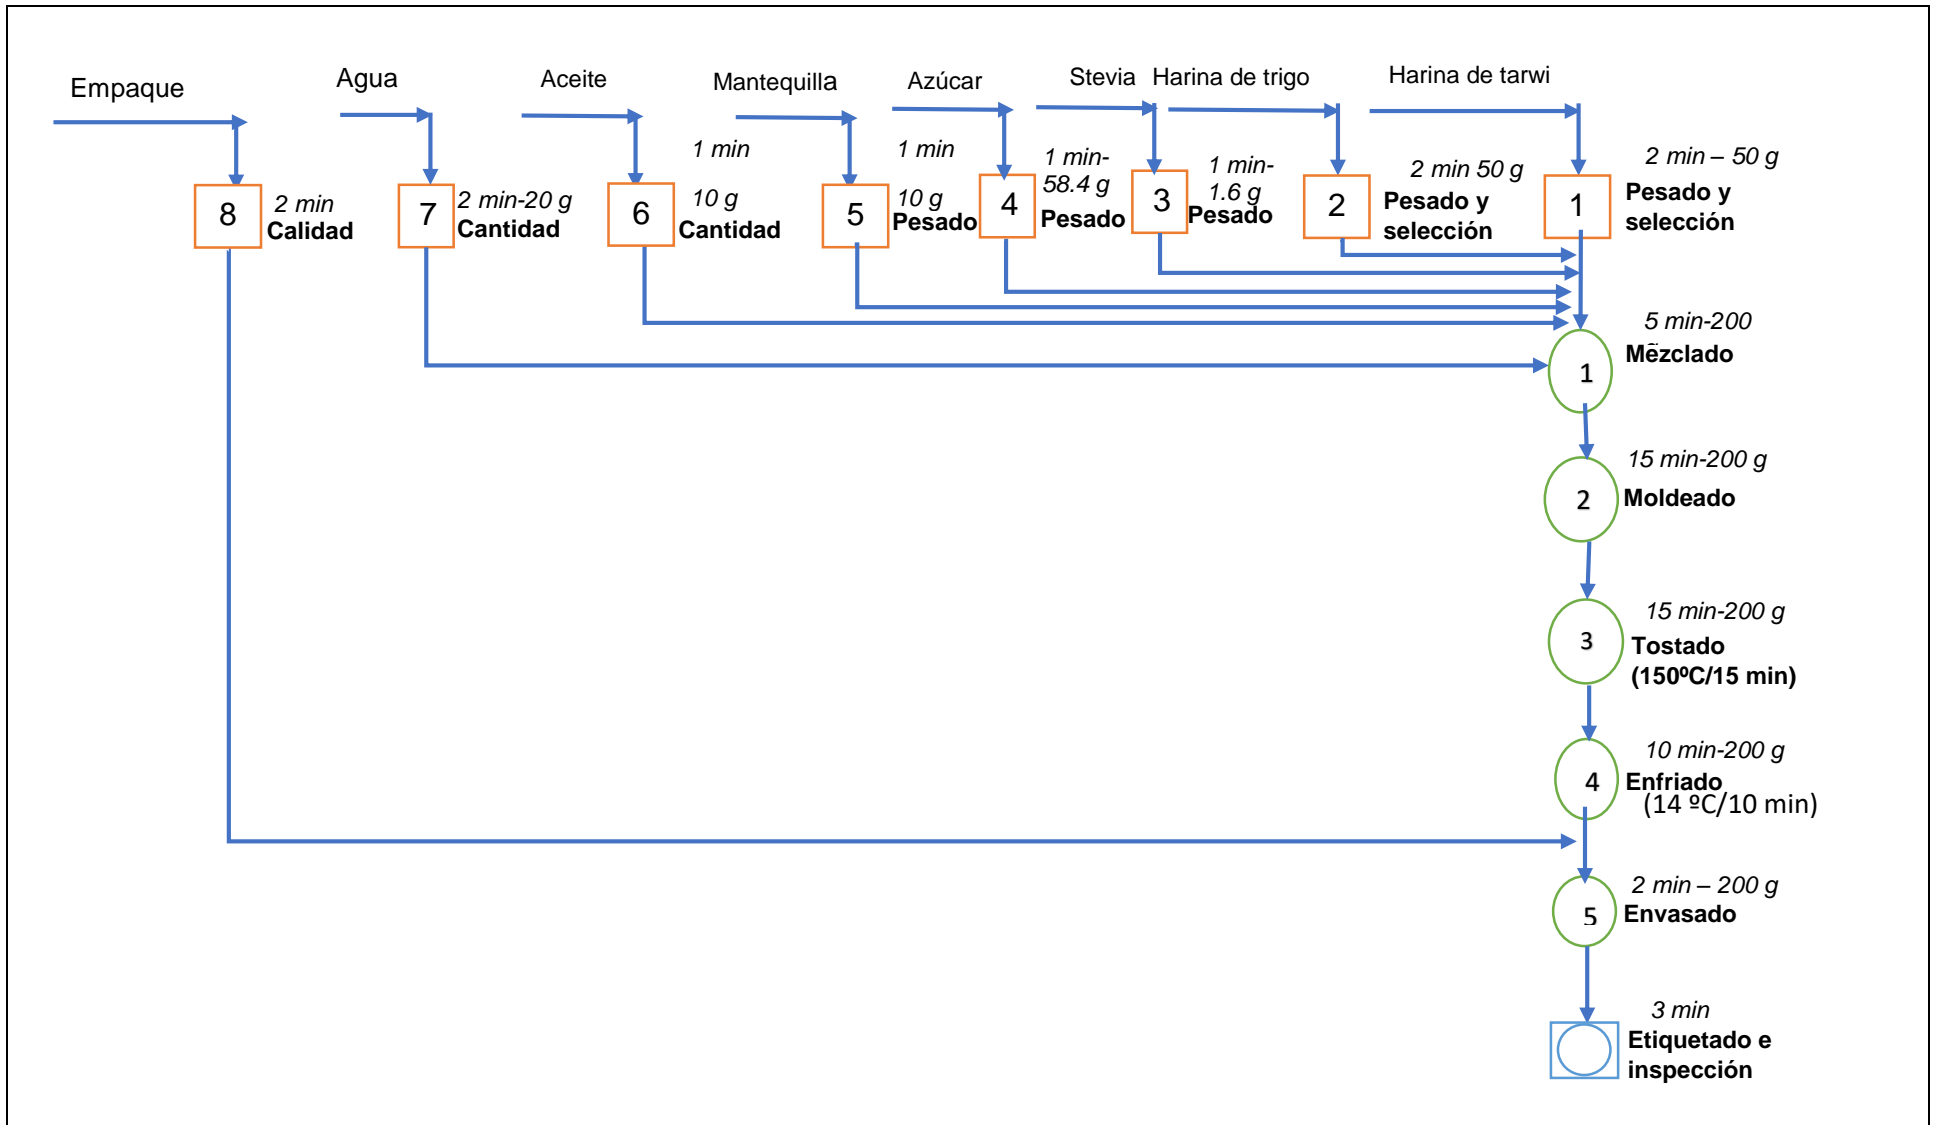 Empaque
Agua
Aceite
Mantequilla
Azúcar
Stevia
Harina de trigo
Harina de tarwi
8
2 min
Calidad
7
2 min-20 g
Cantidad
6
1 min
10 g
Cantidad
5
1 min
10 g
Pesado
4
1 min-
58.4 g
Pesado
3
1 min-
1.6 g
Pesado
2
2 min 50 g
Pesado y
selección
1
2 min – 50 g
Pesado y
selección
5 min-200
Mezclado
1
15 min-200 g
2
Moldeado
15 min-200 g
3
Tostado
(150ºC/15 min)
10 min-200 g
4
Enfriado
(14 ºC/10 min)
2 min – 200 g
5
Envasado
3 min
Etiquetado e
inspección